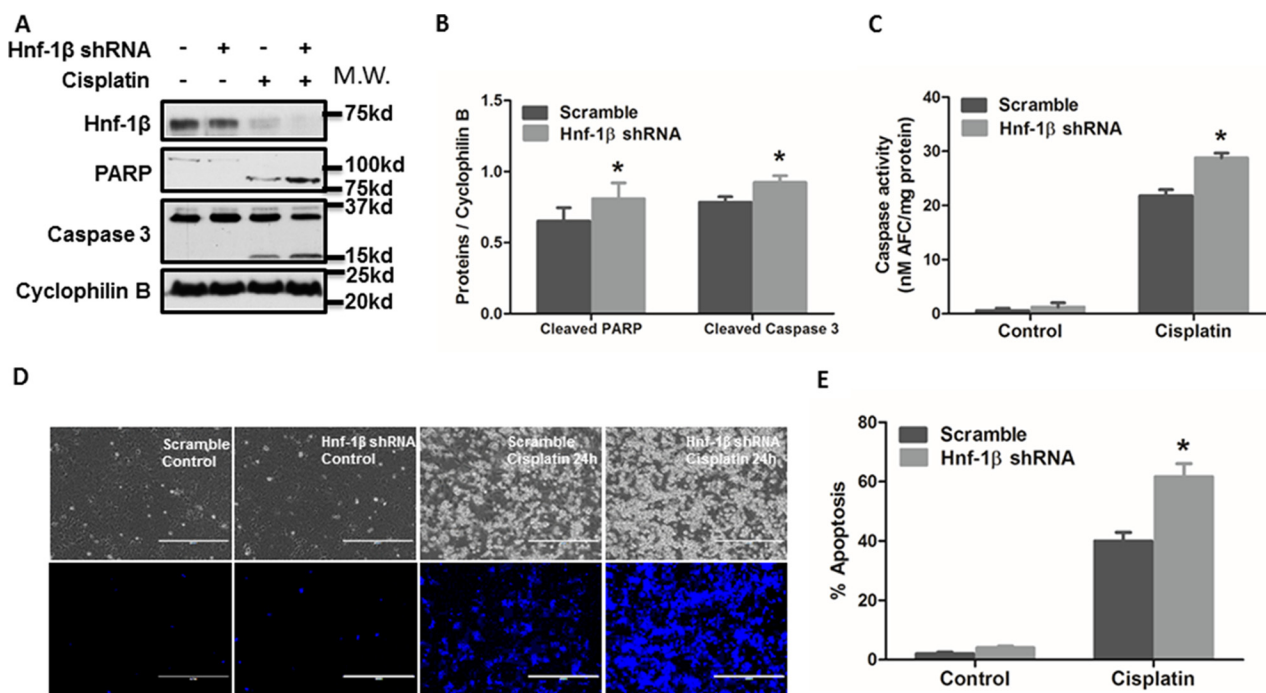 A
Hnf-1β shRNA - + - +
Cisplatin - - + + M.W.
Hnf-1β 75kd
PARP 100kd
75kd
Caspase 3 37kd
15kd
Cyclophilin B 25kd
20kd
B
Proteins / Cyclophilin B
1.5
1.0
0.5
0.0
Scramble
Hnf-1β shRNA
* *
Cleaved PARP Cleaved Caspase 3
C
Caspase activity
(nM AFC/mg protein)
40
30
20
10
0
Scramble
Hnf-1β shRNA
*
Control Cisplatin
D
Scramble
Control
Hnf-1β shRNA
Control
Scramble
Cisplatin 24h
Hnf-1β shRNA
Cisplatin 24h
E
% Apoptosis
80
60
40
20
0
Scramble
Hnf-1β shRNA
*
Control Cisplatin